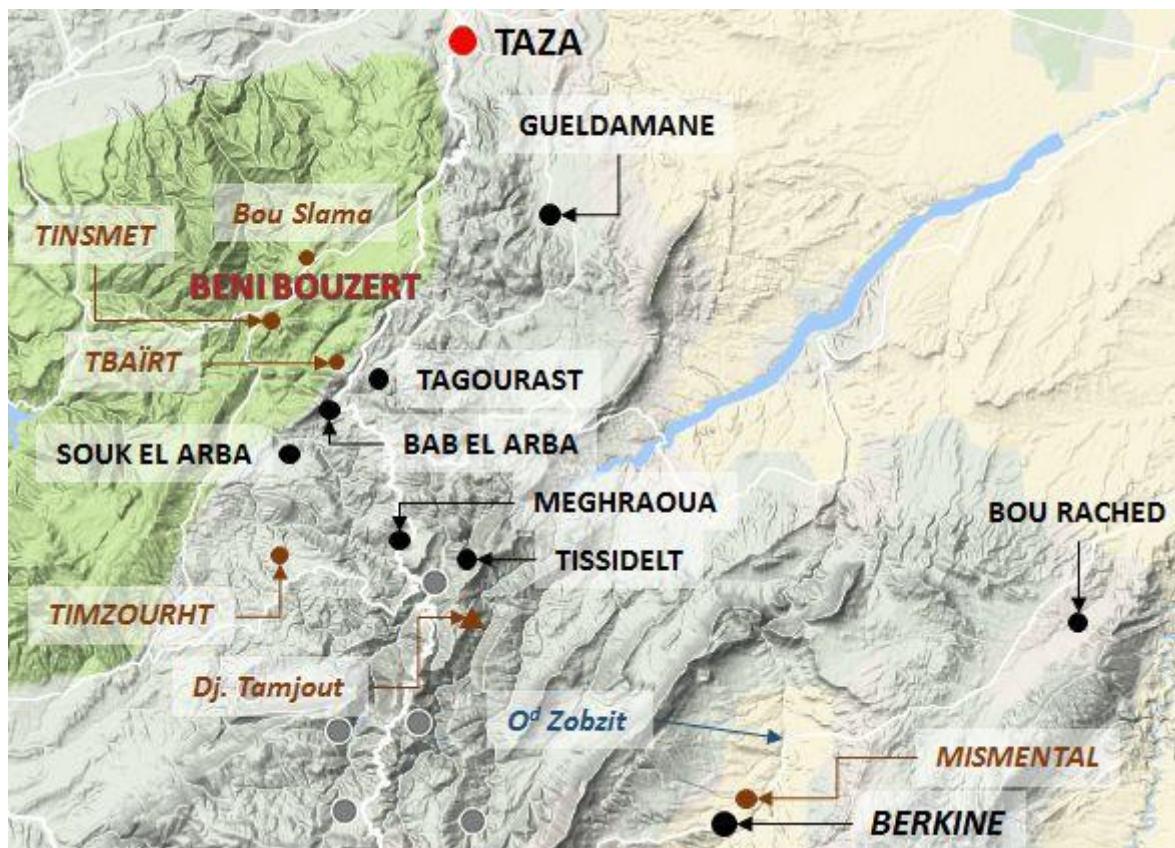 TAZA
GUELDAMANE
Bou Slama
TINSMET
BENI BOUZERT
TBAÏRT
TAGOURAST
BAB EL ARBA
SOUK EL ARBA
MEGHRAOUA
BOU RACHED
TISSIDELT
TIMZOURHT
Dj. Tamjout
Oᵈ Zobzit
MISMENTAL
BERKINE